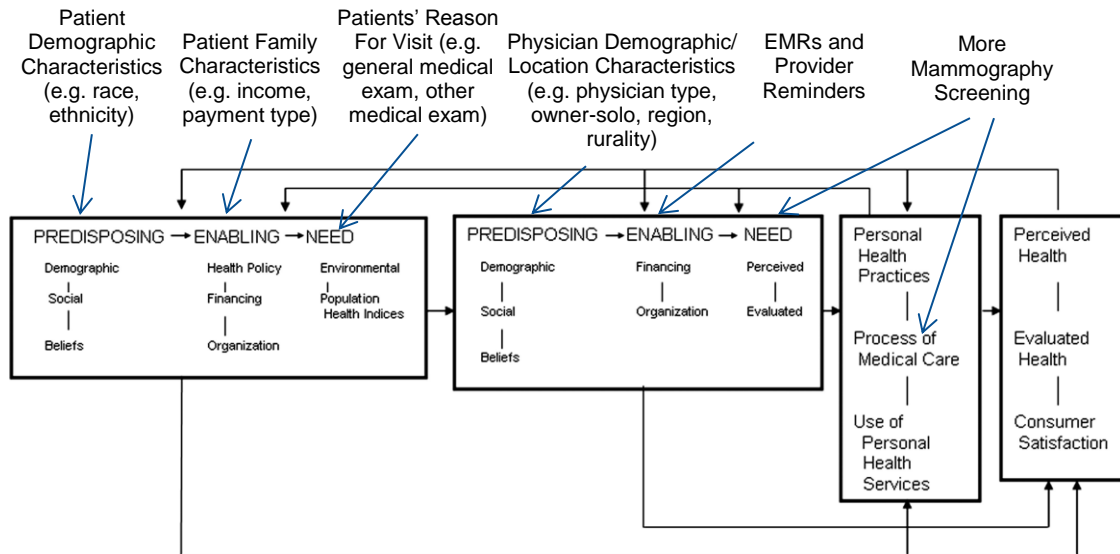 Patient
Demographic
Characteristics
(e.g. race,
ethnicity)
Patient Family
Characteristics
(e.g. income,
payment type)
Patients' Reason
For Visit (e.g.
general medical
exam, other
medical exam)
Physician Demographic/
Location Characteristics
(e.g. physician type,
owner-solo, region,
rurality)
EMRs and
Provider
Reminders
More
Mammography
Screening
PREDISPOSING
ENABLING
NEED
Demographic
Social
Beliefs
Health Policy
Financing
Organization
Environmental
Population
Health Indices
PREDISPOSING
ENABLING
NEED
Demographic
Social
Beliefs
Financing
Organization
Perceived
Evaluated
Personal
Health
Practices
Process of
Medical Care
Use of
Personal
Health
Services
Perceived
Health
Evaluated
Health
Consumer
Satisfaction